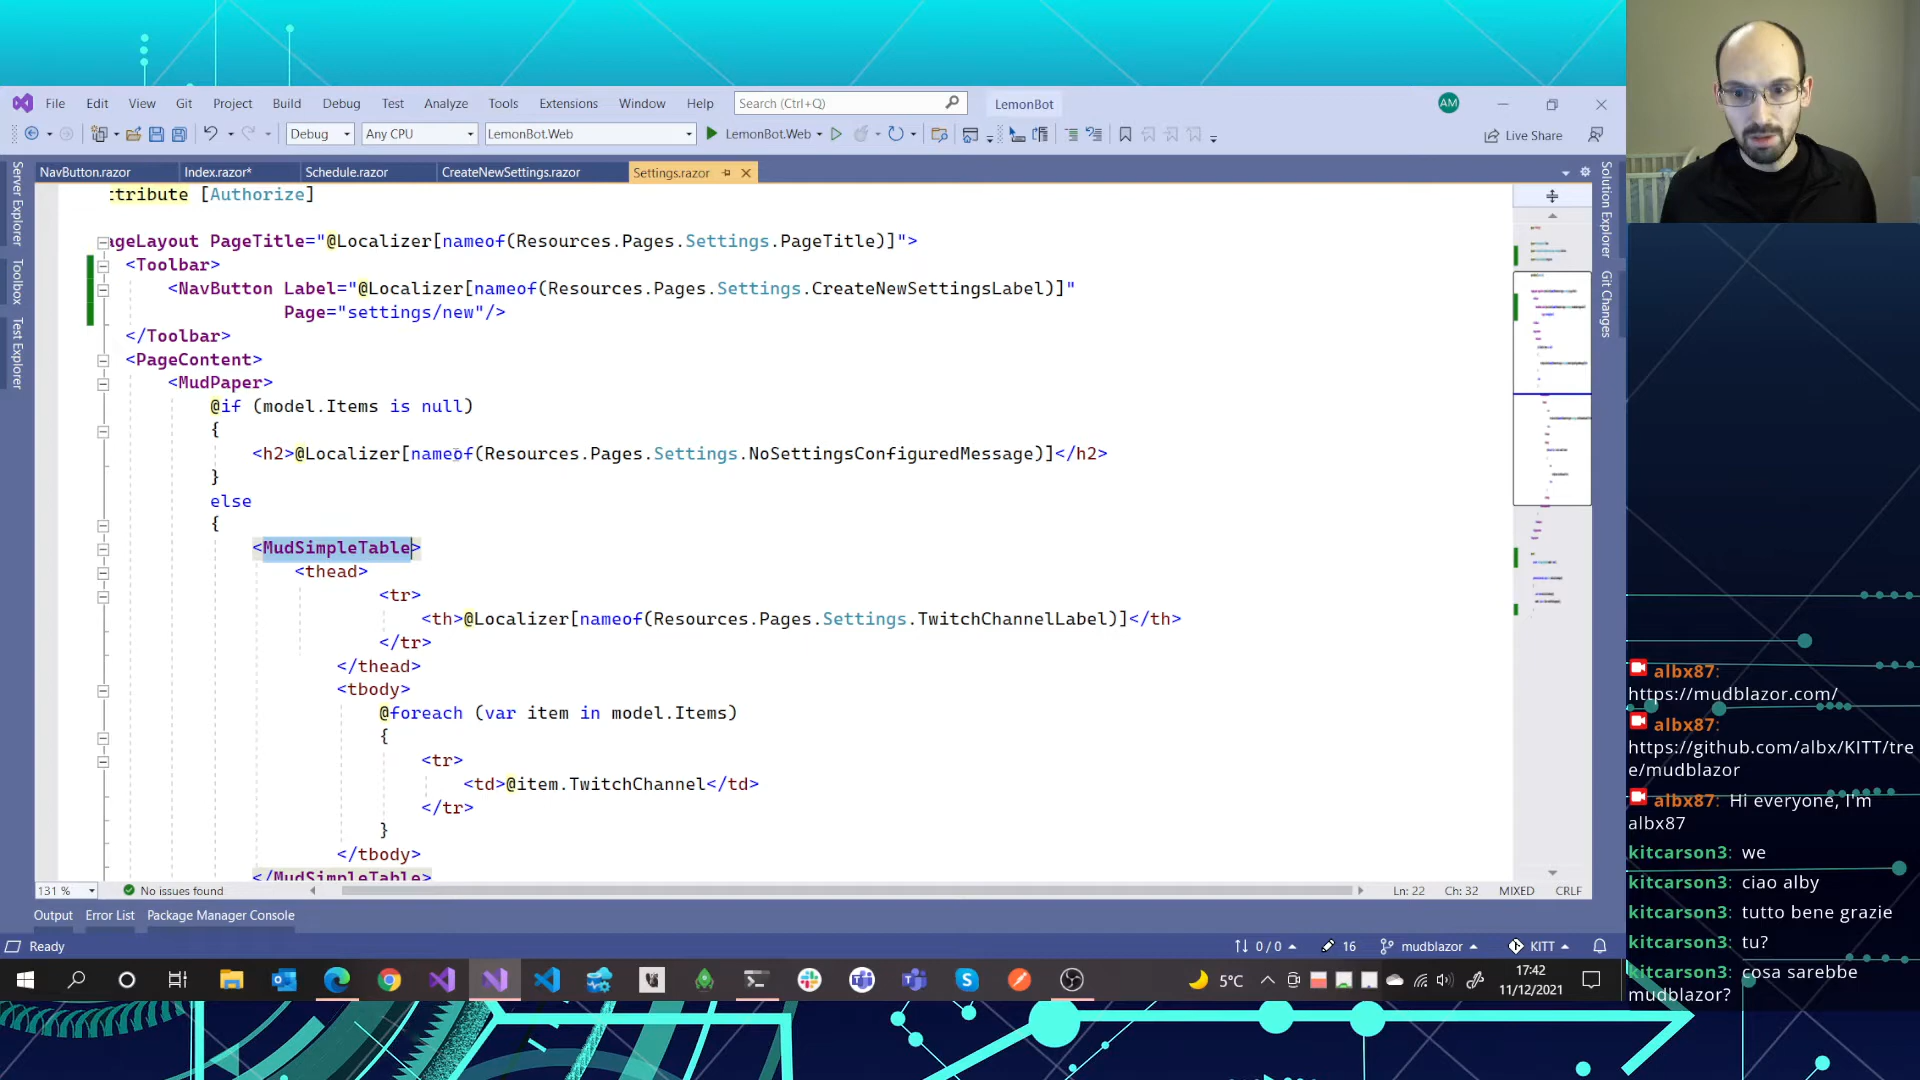 File Edit View Git Project Build Debug Test Analyze Tools Extensions Window Help Search (Ctrl+Q) LemonBot AM
Debug Any CPU LemonBot.Web LemonBot.Web Live Share
NavButton.razor Index.razor* Schedule.razor CreateNewSettings.razor Settings.razor
Server Explorer
Toolbox
Test Explorer
Solution Explorer
Git Changes
ttribute [Authorize]
ageLayout PageTitle="@Localizer[nameof(Resources.Pages.Settings.PageTitle)]">
<Toolbar>
<NavButton Label="@Localizer[nameof(Resources.Pages.Settings.CreateNewSettingsLabel)]"
Page="settings/new"/>
</Toolbar>
<PageContent>
<MudPaper>
@if (model.Items is null)
{
<h2>@Localizer[nameof(Resources.Pages.Settings.NoSettingsConfiguredMessage)]</h2>
}
else
{
<MudSimpleTable>
<thead>
<tr>
<th>@Localizer[nameof(Resources.Pages.Settings.TwitchChannelLabel)]</th>
</tr>
</thead>
<tbody>
@foreach (var item in model.Items)
{
<tr>
<td>@item.TwitchChannel</td>
</tr>
}
</tbody>
</MudSimpleTable>
131 % No issues found Ln: 22 Ch: 32 MIXED CRLF
Output Error List Package Manager Console
Ready 0 / 0 16 mudblazor KITT
5°C 17:42
11/12/2021
albx87:
https://mudblazor.com/
albx87:
https://github.com/albx/KITT/tre
e/mudblazor
albx87: Hi everyone, I'm
albx87
kitcarson3: we
kitcarson3: ciao alby
kitcarson3: tutto bene grazie
kitcarson3: tu?
kitcarson3: cosa sarebbe
mudblazor?